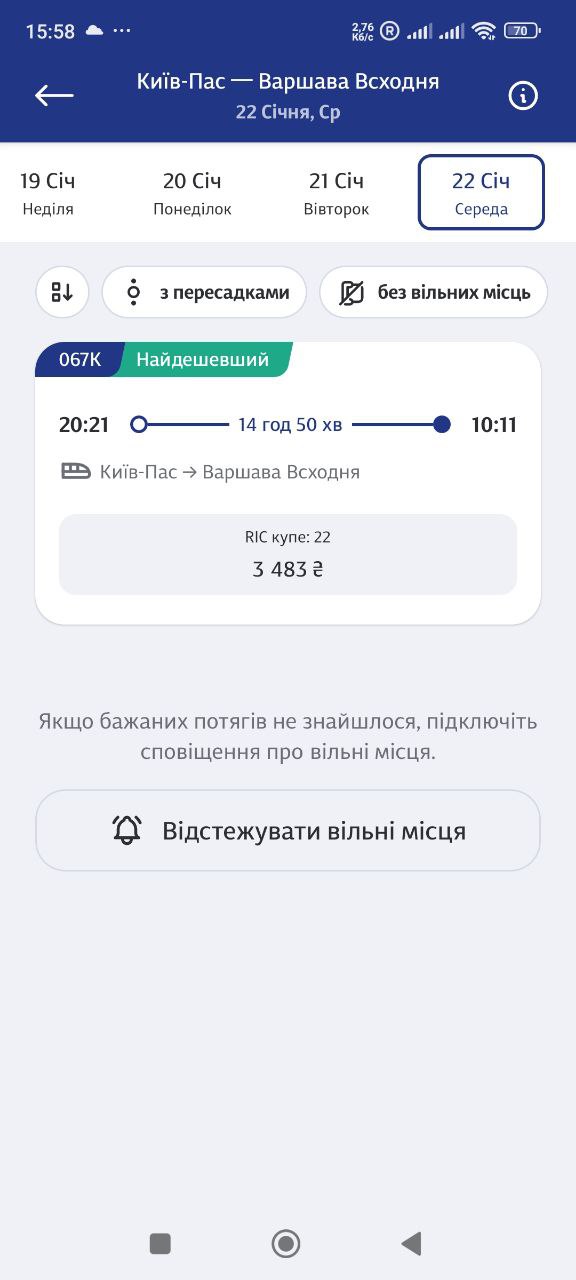 15:58
2,76
Кб/с
R
70
Київ-Пас — Варшава Всходня
22 Січня, Ср
19 Січ
Неділя
20 Січ
Понеділок
21 Січ
Вівторок
22 Січ
Середа
з пересадками
без вільних місць
067К
Найдешевший
20:21
14 год 50 хв
10:11
Київ-Пас → Варшава Всходня
RIC купе: 22
3 483 ₴
Якщо бажаних потягів не знайшлося, підключіть
сповіщення про вільні місця.
Відстежувати вільні місця